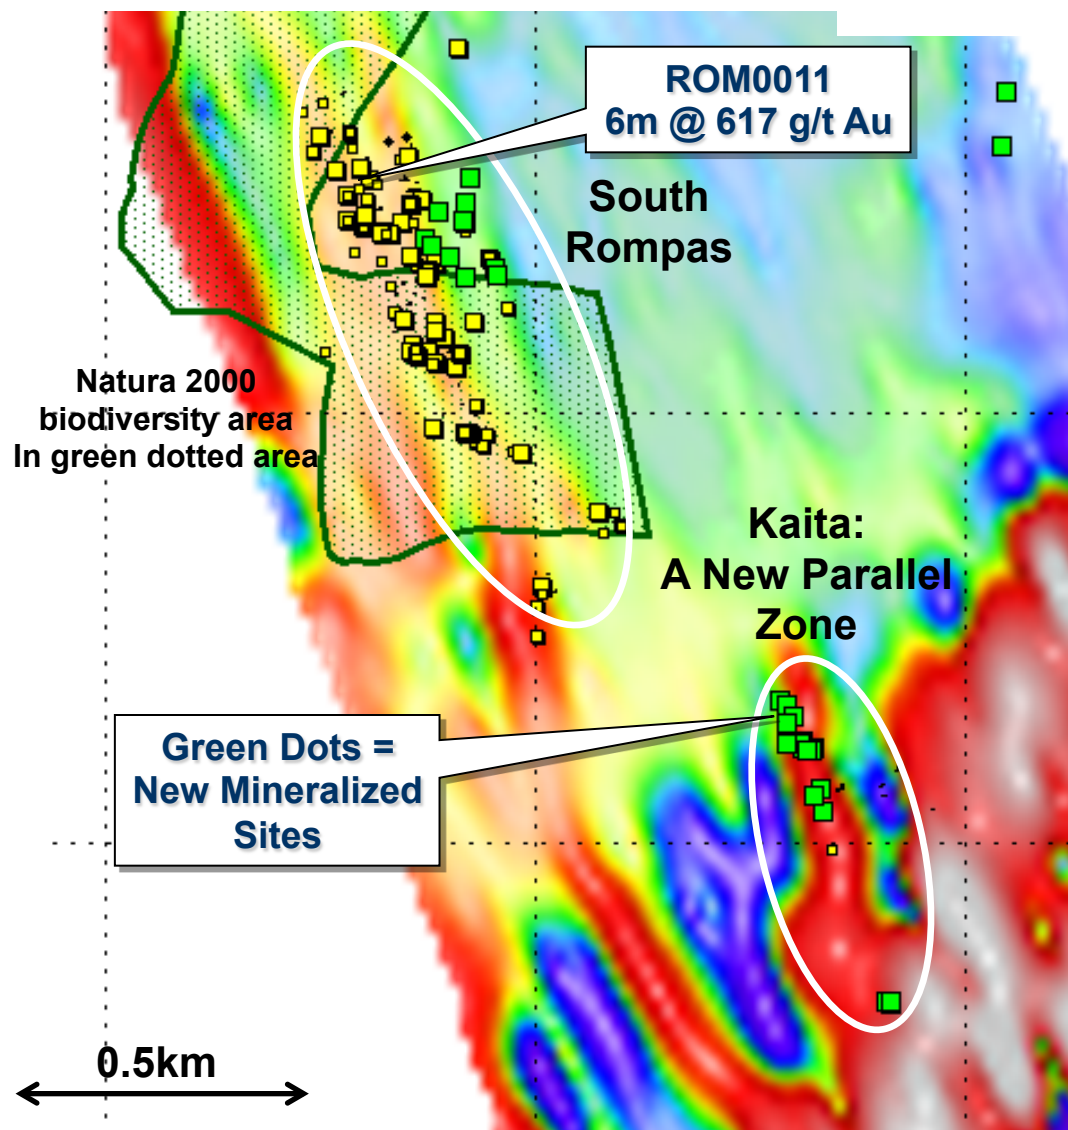 ROM0011
6m @ 617 g/t Au
South
Rompas
Natura 2000
biodiversity area
In green dotted area
Kaita:
A New Parallel
Zone
Green Dots =
New Mineralized
Sites
0.5km